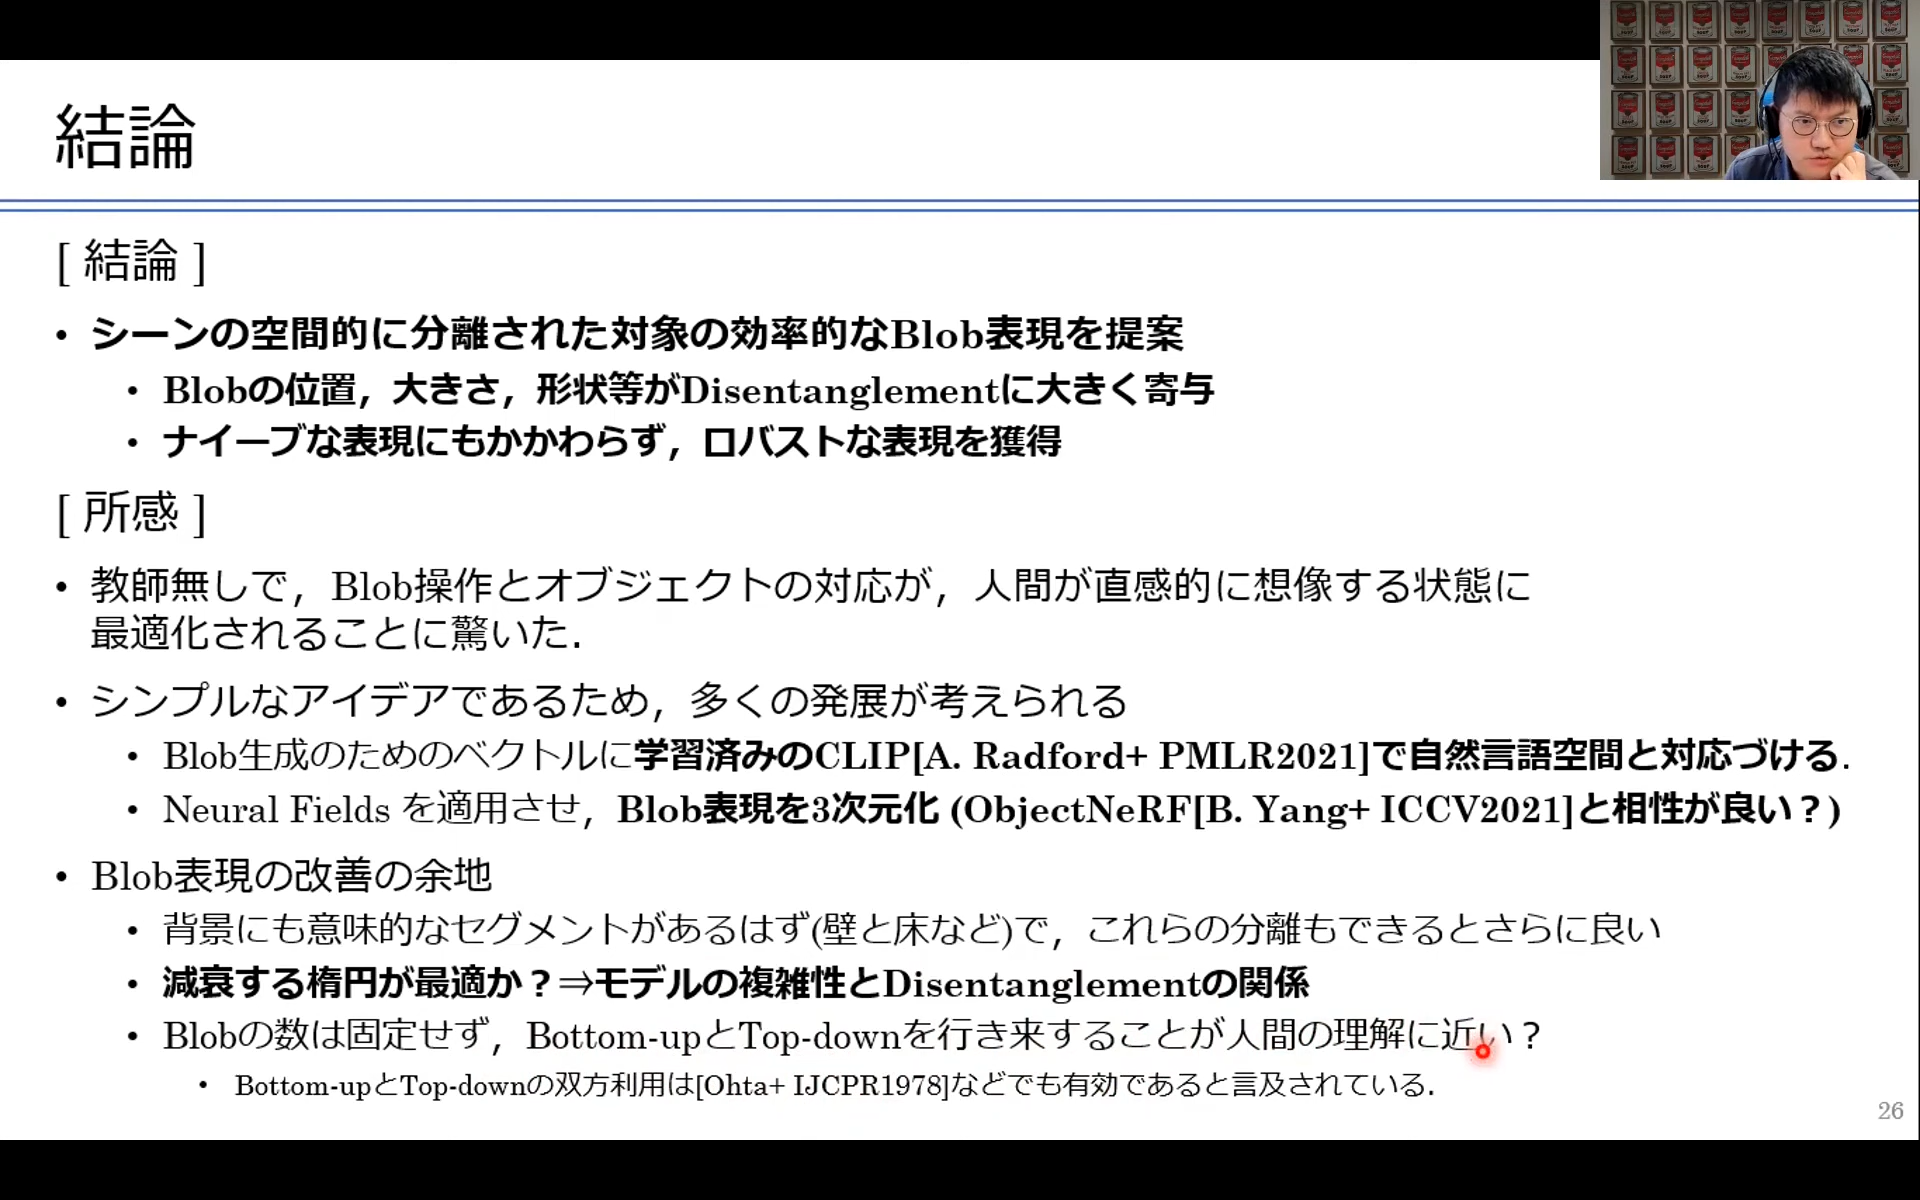 結論
[ 結論 ]
• シーンの空間的に分離された対象の効率的なBlob表現を提案
• Blobの位置，大きさ，形状等がDisentanglementに大きく寄与
• ナイーブな表現にもかかわらず，ロバストな表現を獲得
[ 所感 ]
• 教師無しで，Blob操作とオブジェクトの対応が，人間が直感的に想像する状態に
最適化されることに驚いた．
• シンプルなアイデアであるため，多くの発展が考えられる
• Blob生成のためのベクトルに学習済みのCLIP[A. Radford+ PMLR2021]で自然言語空間と対応づける．
• Neural Fields を適用させ，Blob表現を3次元化 (ObjectNeRF[B. Yang+ ICCV2021]と相性が良い？)
• Blob表現の改善の余地
• 背景にも意味的なセグメントがあるはず(壁と床など)で，これらの分離もできるとさらに良い
• 減衰する楕円が最適か？⇒モデルの複雑性とDisentanglementの関係
• Blobの数は固定せず，Bottom-upとTop-downを行き来することが人間の理解に近い？
• Bottom-upとTop-downの双方利用は[Ohta+ IJCPR1978]などでも有効であると言及されている．
26